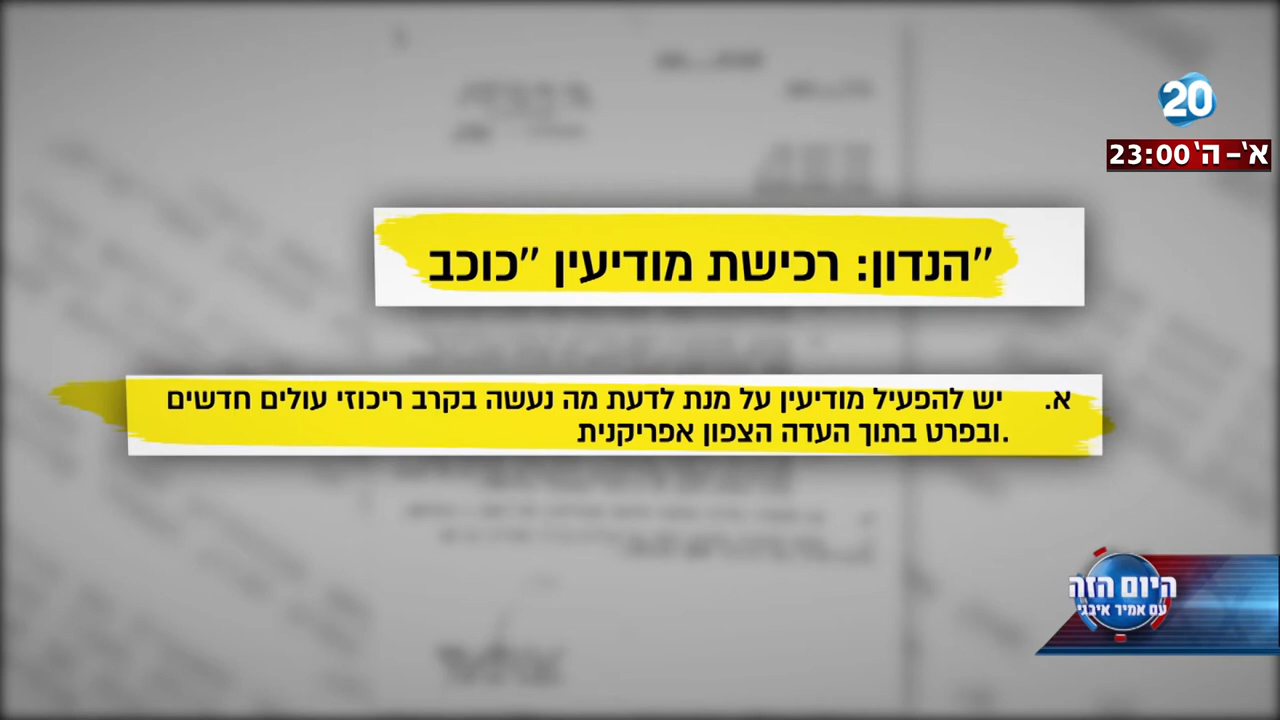 20
א'-ה' 23:00
"הנדון: רכישת מודיעין "כוכב
א. יש להפעיל מודיעין על מנת לדעת מה נעשה בקרב ריכוזי עולים חדשים
.ובפרט בתוך העדה הצפון אפריקנית
היום הזה
עם אמיר איבגי